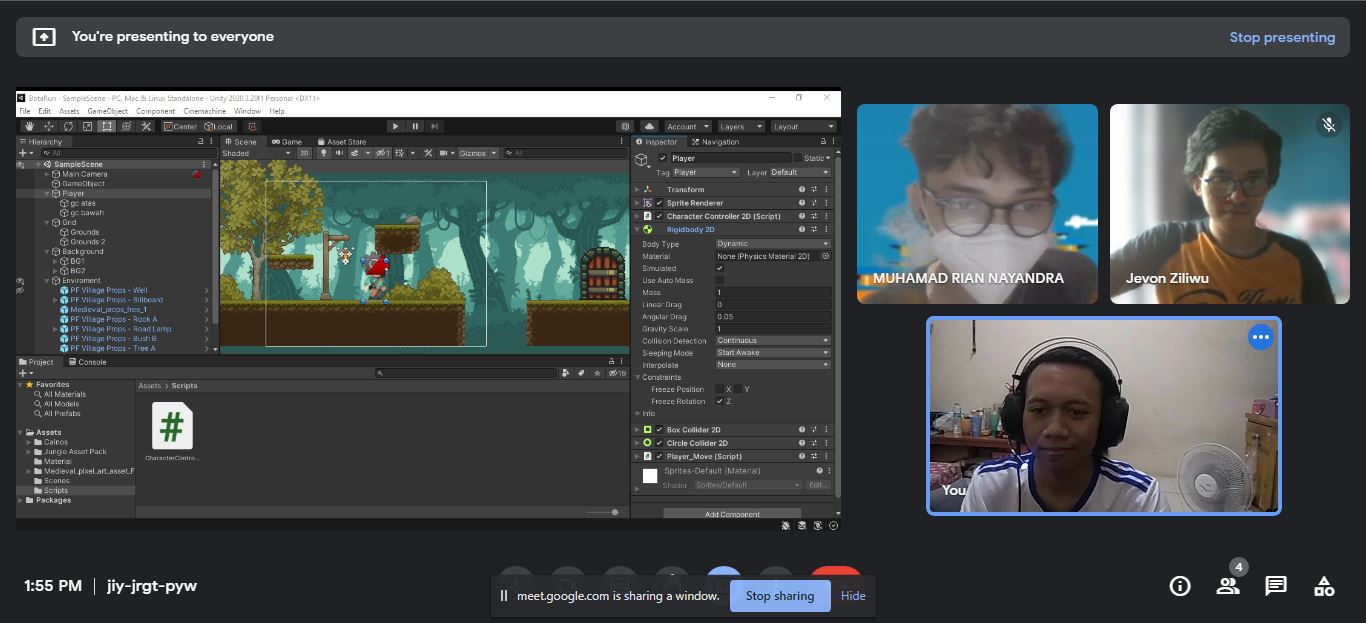 You're presenting to everyone
Stop presenting
BotaRun - SampleScene - PC, Mac & Linux Standalone - Unity 2020.3.20f1 Personal <DX11>
File Edit Assets GameObject Component Cinemachine Window Help
Center Local
Account Layers Layout
Hierarchy
All
SampleScene
Main Camera
GameObject
Player
gc atas
gc bawah
Grid
Grounds
Grounds 2
Background
BG1
BG2
Enviroment
PF Village Props - Well
PF Village Props - Billboard
Medieval_props_free_1
PF Village Props - Rock A
PF Village Props - Road Lamp
PF Village Props - Bush B
PF Village Props - Tree A
Scene Game Asset Store
Shaded 2D 1 Gizmos All
Inspector Navigation
Player Static
Tag Player Layer Default
Transform
Sprite Renderer
Character Controller 2D (Script)
Rigidbody 2D
Body Type Dynamic
Material None (Physics Material 2D)
Simulated
Use Auto Mass
Mass 1
Linear Drag 0
Angular Drag 0.05
Gravity Scale 1
Collision Detection Continuous
Sleeping Mode Start Awake
Interpolate None
Constraints
Freeze Position X Y
Freeze Rotation Z
Info
Box Collider 2D
Circle Collider 2D
Player_Move (Script)
Sprites-Default (Material)
Shader Sprites/Default Edit...
Add Component
Project Console
19
Favorites
All Materials
All Models
All Prefabs
Assets
Cainos
Jungle Asset Pack
Material
Medieval_pixel_art_asset_F
Scenes
Scripts
Packages
Assets > Scripts
#
CharacterContro...
MUHAMAD RIAN NAYANDRA
Jevon Ziliwu
You
1:55 PM | jiy-jrgt-pyw
meet.google.com is sharing a window.
Stop sharing
Hide
4